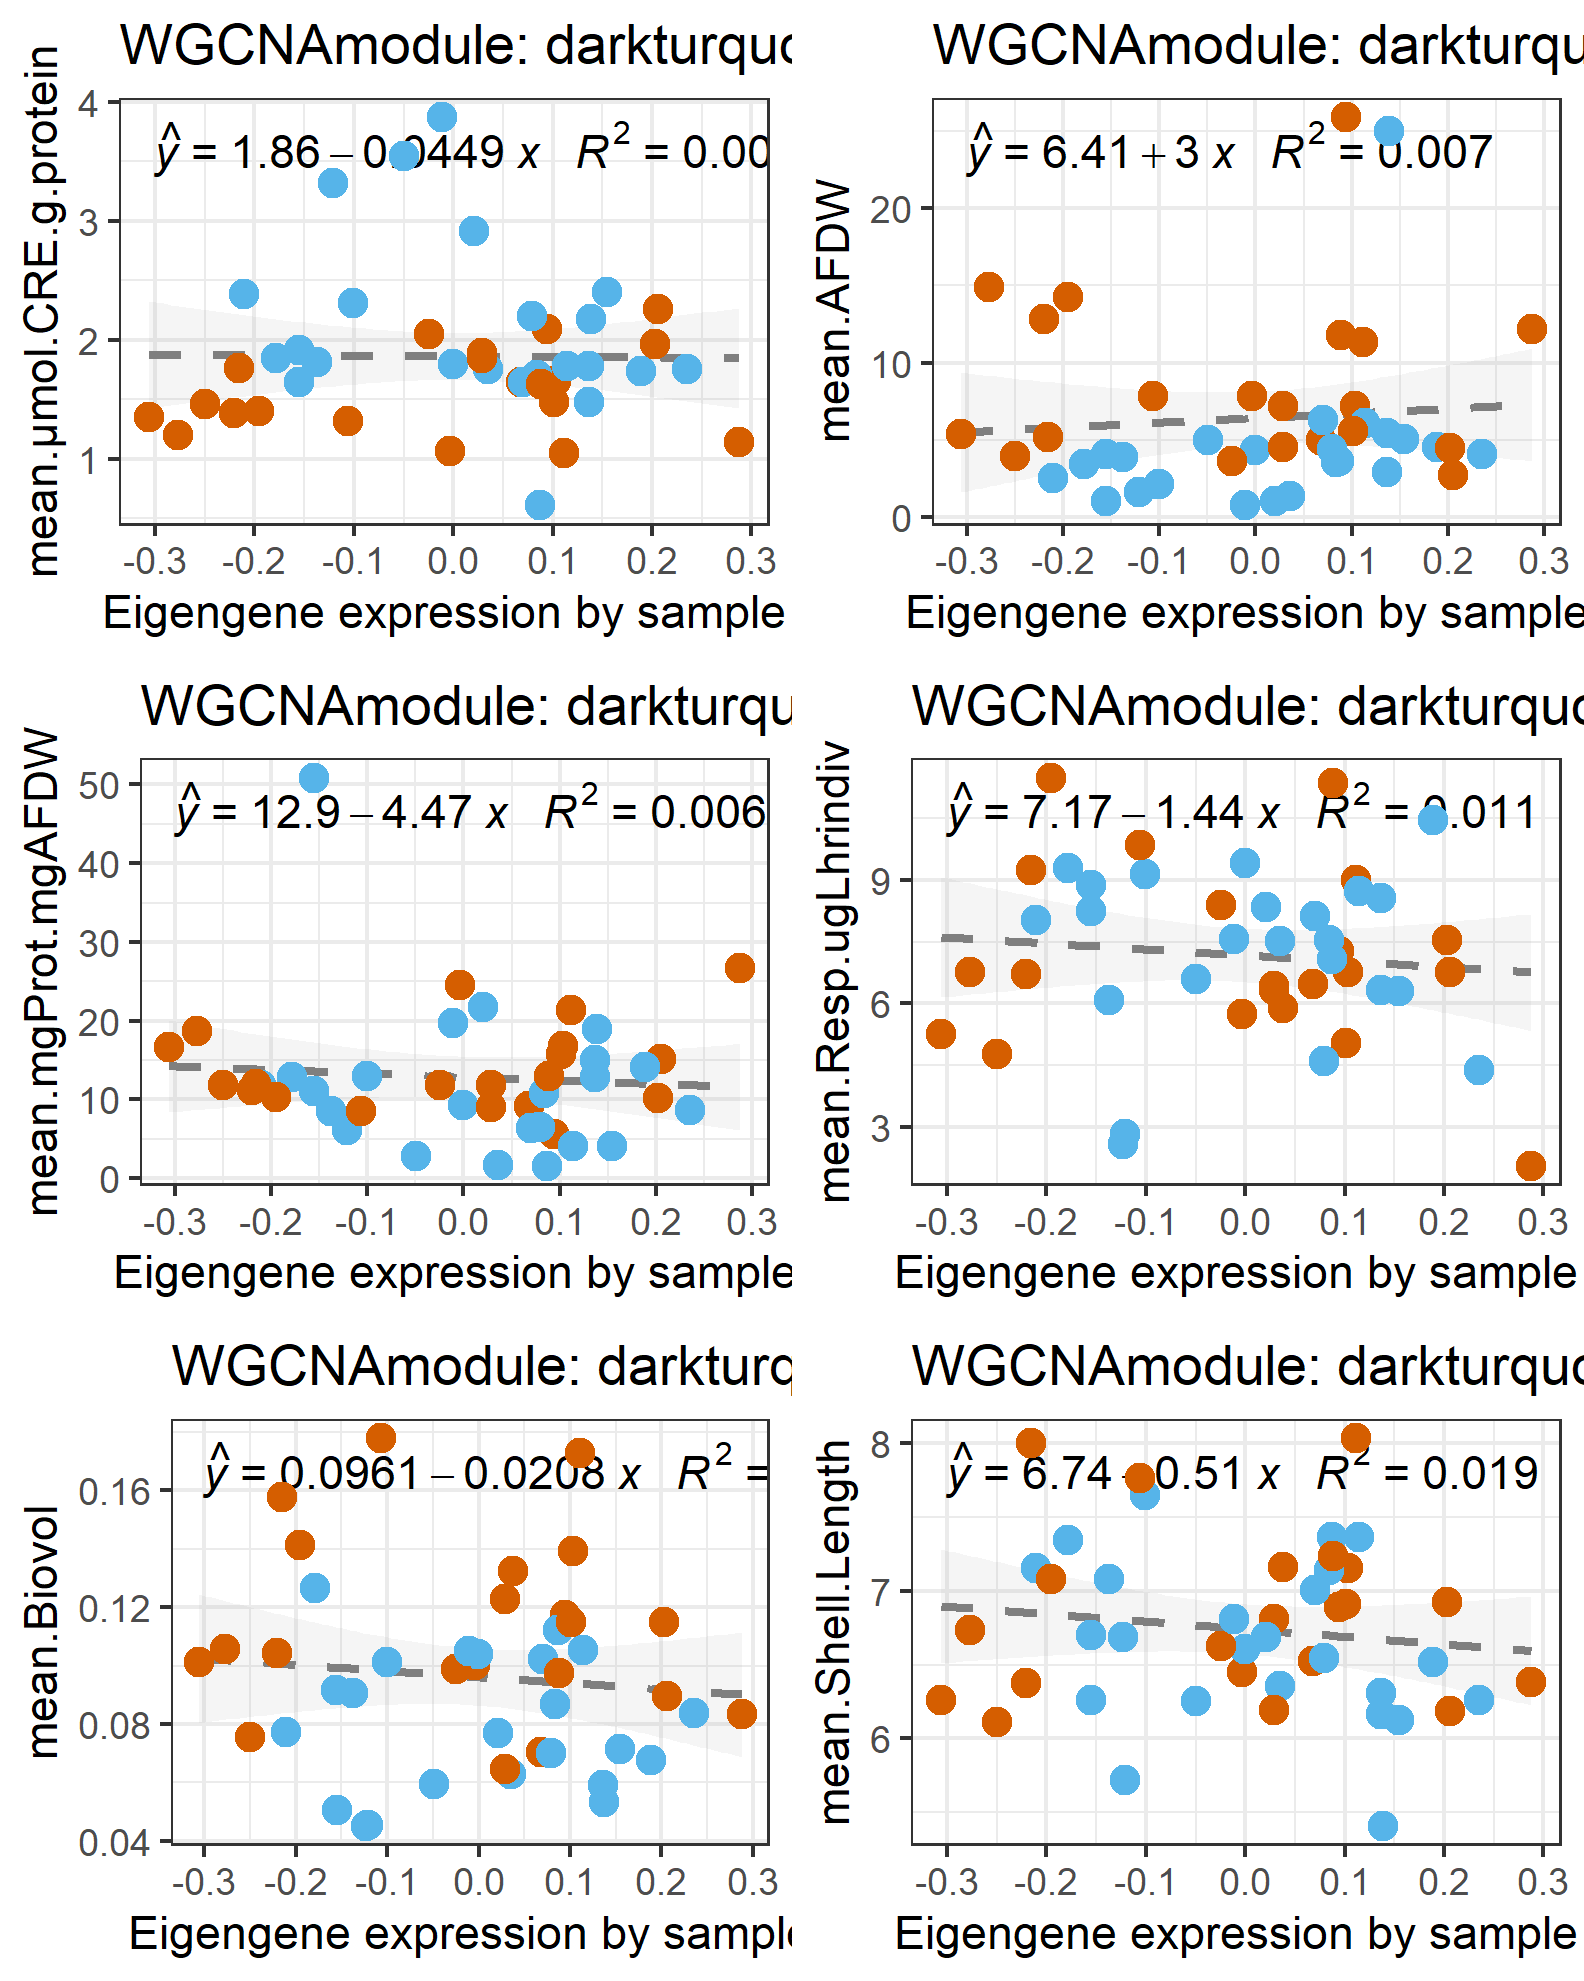 WGCNAmodule: darkturquo
WGCNAmodule: darkturqu
mean.µmol.CRE.g.protein
4
3
2
1
ŷ = 1.86 − 0.0449 x R² = 0.00
-0.3 -0.2 -0.1 0.0 0.1 0.2 0.3
Eigengene expression by sample
mean.AFDW
20
10
0
ŷ = 6.41 + 3 x R² = 0.007
-0.3 -0.2 -0.1 0.0 0.1 0.2 0.3
Eigengene expression by sample
WGCNAmodule: darkturqu
WGCNAmodule: darkturquo
mean.mgProt.mgAFDW
50
40
30
20
10
0
ŷ = 12.9 − 4.47 x R² = 0.006
-0.3 -0.2 -0.1 0.0 0.1 0.2 0.3
Eigengene expression by sample
mean.Resp.ugLhrindiv
9
6
3
ŷ = 7.17 − 1.44 x R² = 0.011
-0.3 -0.2 -0.1 0.0 0.1 0.2 0.3
Eigengene expression by sample
WGCNAmodule: darkturq
WGCNAmodule: darkturquo
mean.Biovol
0.16
0.12
0.08
0.04
ŷ = 0.0961 − 0.0208 x R² =
-0.3 -0.2 -0.1 0.0 0.1 0.2 0.3
Eigengene expression by sample
mean.Shell.Length
8
7
6
ŷ = 6.74 − 0.51 x R² = 0.019
-0.3 -0.2 -0.1 0.0 0.1 0.2 0.3
Eigengene expression by sample